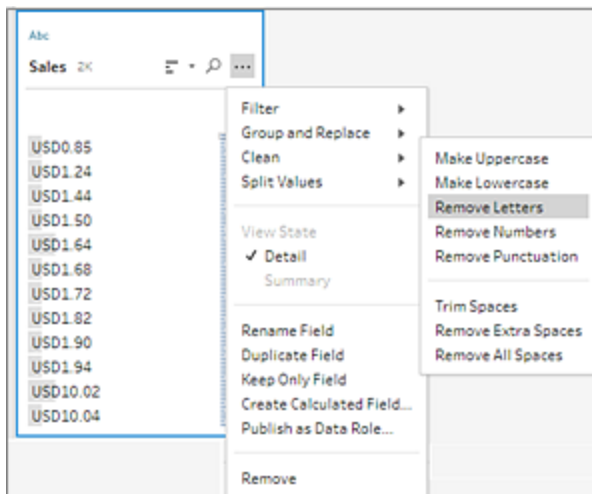 Abc
Sales 2K
USD0.85
USD1.24
USD1.44
USD1.50
USD1.64
USD1.68
USD1.72
USD1.82
USD1.90
USD1.94
USD10.02
USD10.04
Filter
Group and Replace
Clean
Split Values
View State
✓ Detail
Summary
Rename Field
Duplicate Field
Keep Only Field
Create Calculated Field...
Publish as Data Role...
Remove
Make Uppercase
Make Lowercase
Remove Letters
Remove Numbers
Remove Punctuation
Trim Spaces
Remove Extra Spaces
Remove All Spaces